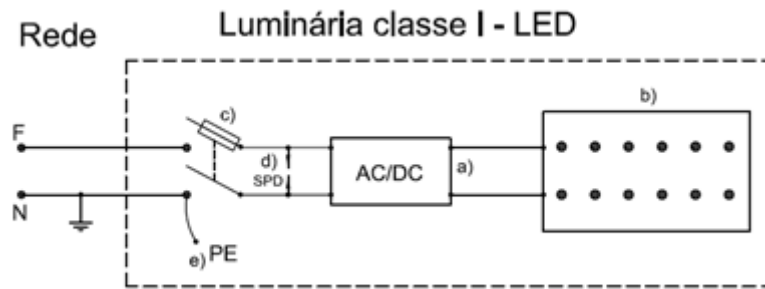 Rede
Luminária classe I - LED
F
N
c)
d)
SPD
AC/DC
a)
b)
e) PE